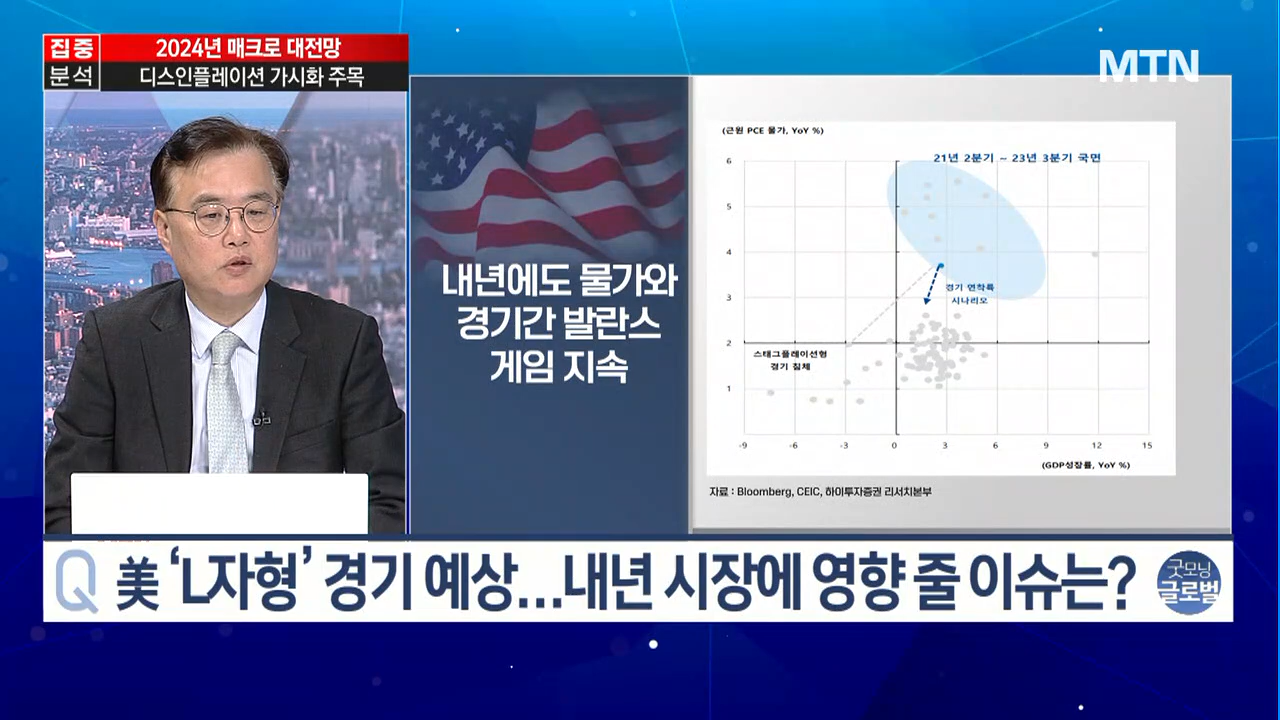 집중
분석
2024년 매크로 대전망
디스인플레이션 가시화 주목
MTN
내년에도 물가와
경기간 발란스
게임 지속
(근원 PCE 물가, YoY %)
21년 2분기 ~ 23년 3분기 국면
6
5
4
3
2
1
경기 연착륙
시나리오
스태그플레이션형
경기 침체
-9 -6 -3 0 3 6 9 12 15
(GDP성장률, YoY %)
자료 : Bloomberg, CEIC, 하이투자증권 리서치본부
Q 美 ‘L자형’ 경기 예상...내년 시장에 영향 줄 이슈는?
굿모닝
글로벌